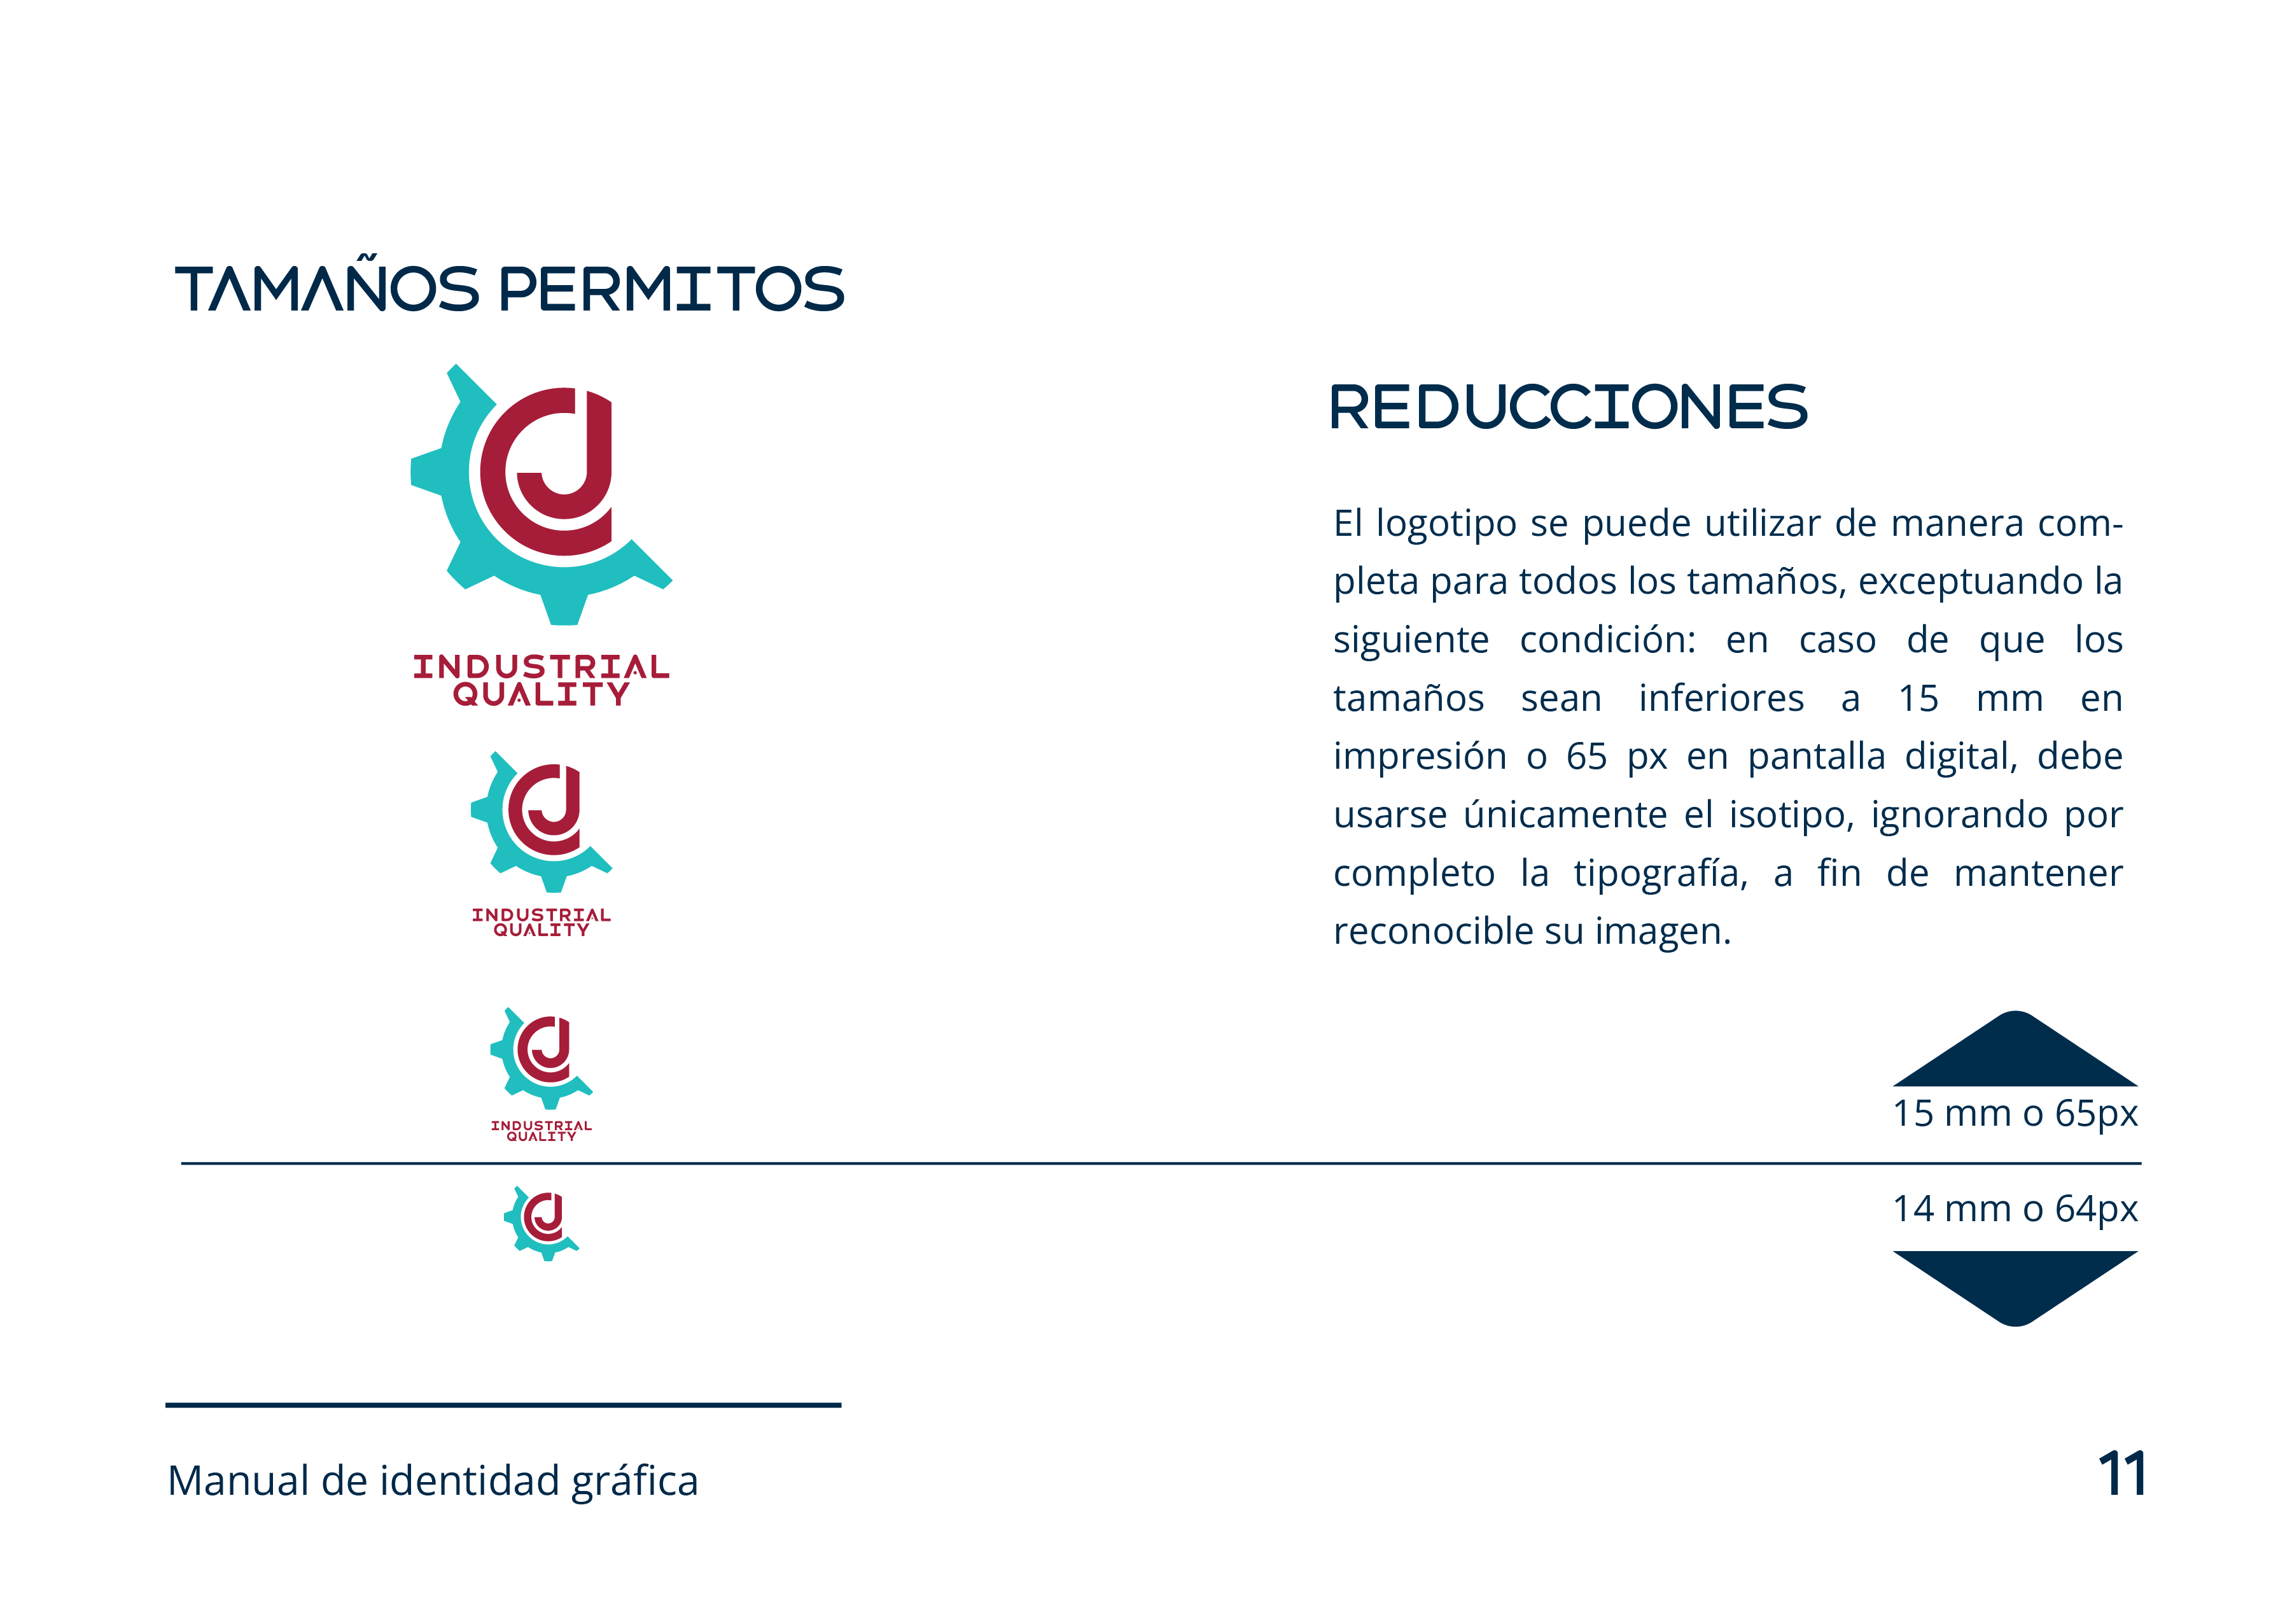 TAMAÑOS PERMITOS
INDUSTRIAL
QUALITY
INDUSTRIAL
QUALITY
INDUSTRIAL
QUALITY
REDUCCIONES
El logotipo se puede utilizar de manera com-
pleta para todos los tamaños, exceptuando la
siguiente condición: en caso de que los
tamaños sean inferiores a 15 mm en
impresión o 65 px en pantalla digital, debe
usarse únicamente el isotipo, ignorando por
completo la tipografía, a fin de mantener
reconocible su imagen.
15 mm o 65px
14 mm o 64px
Manual de identidad gráfica
11